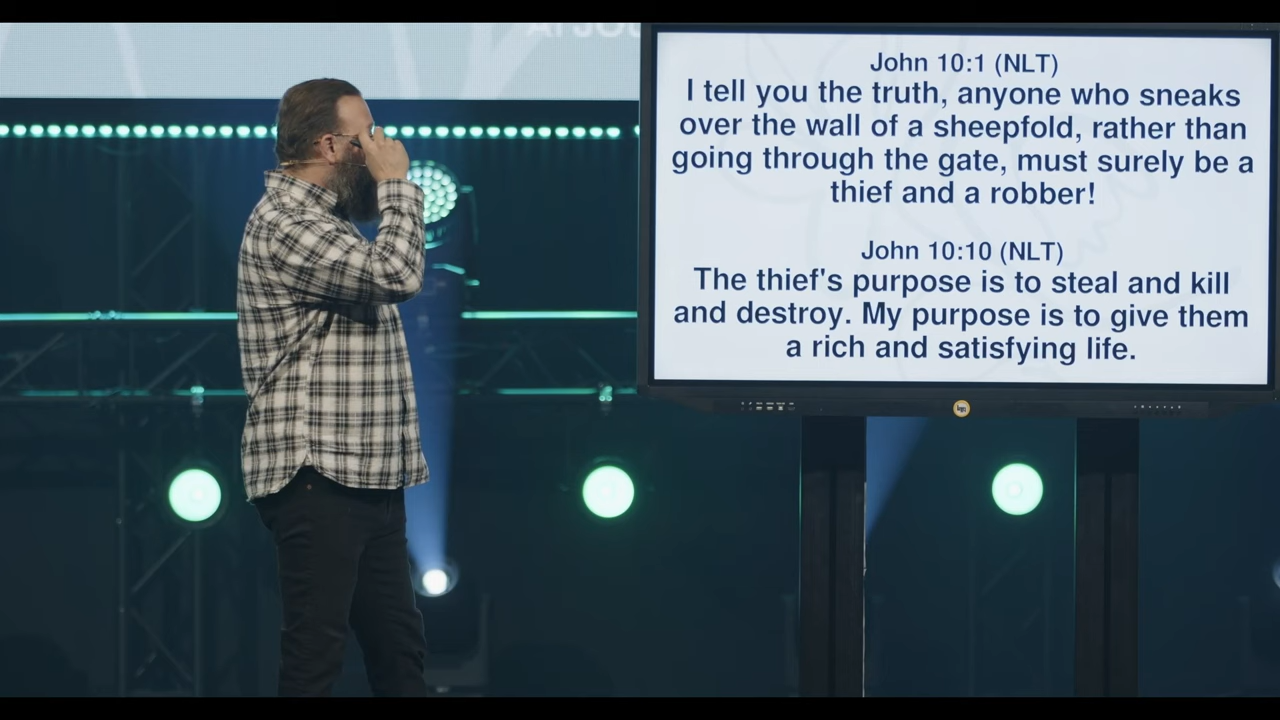 John 10:1 (NLT)
I tell you the truth, anyone who sneaks
over the wall of a sheepfold, rather than
going through the gate, must surely be a
thief and a robber!
John 10:10 (NLT)
The thief's purpose is to steal and kill
and destroy. My purpose is to give them
a rich and satisfying life.